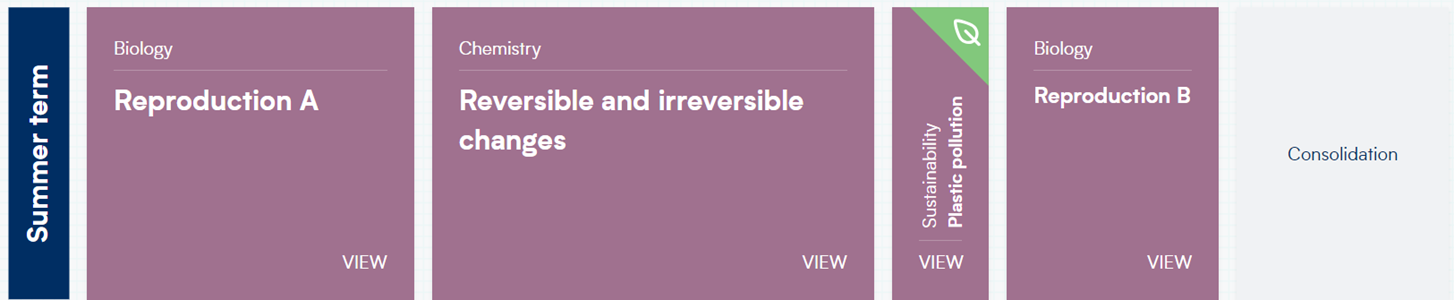 Summer term
Biology
Reproduction A
VIEW
Chemistry
Reversible and irreversible
changes
VIEW
Sustainability
Plastic pollution
VIEW
Biology
Reproduction B
VIEW
Consolidation